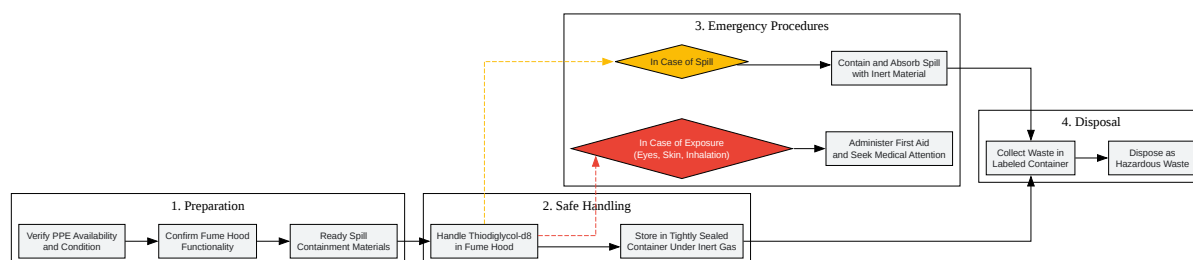 3. Emergency Procedures
In Case of Spill
Contain and Absorb Spill
with Inert Material
In Case of Exposure
(Eyes, Skin, Inhalation)
Administer First Aid
and Seek Medical Attention
4. Disposal
Collect Waste in
Labeled Container
Dispose as
Hazardous Waste
1. Preparation
Verify PPE Availability
and Condition
Confirm Fume Hood
Functionality
Ready Spill
Containment Materials
2. Safe Handling
Handle Thiodiglycol-d8
in Fume Hood
Store in Tightly Sealed
Container Under Inert Gas